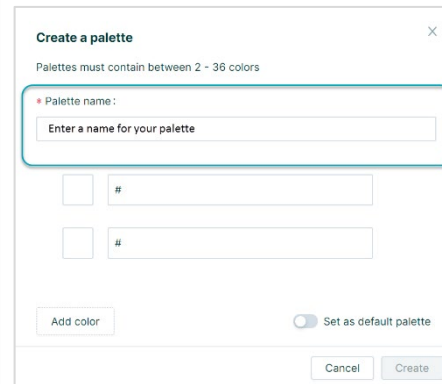 Create a palette
Palettes must contain between 2 - 36 colors
* Palette name:
Enter a name for your palette
#
#
Add color
Set as default palette
Cancel
Create